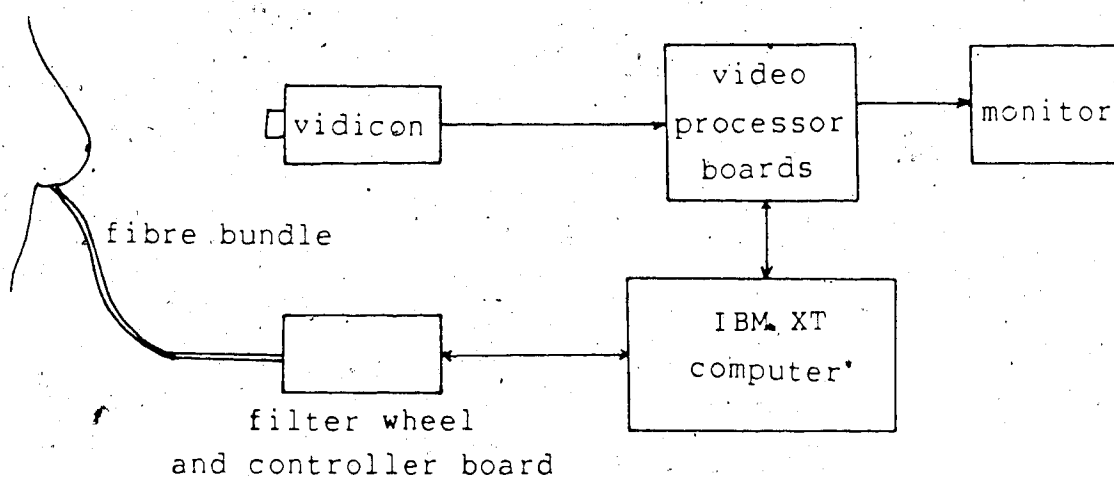 vidicon
video
processor
boards
monitor
fibre bundle
IBM XT
computer
filter wheel
and controller board